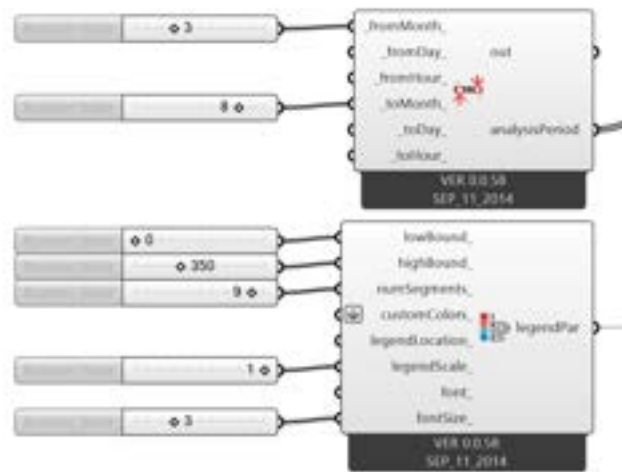 3
_fromMonth_
_fromDay_
out
_fromHour_
8
_toMonth_
_toDay_
analysisPeriod
_toHour_
VER 0.0.58
SEP_11_2014
0
lowBound_
350
highBound_
9
numSegments_
customColors_
legendLocation_
legendPar
1
legendScale_
font_
3
fontSize_
VER 0.0.58
SEP_11_2014